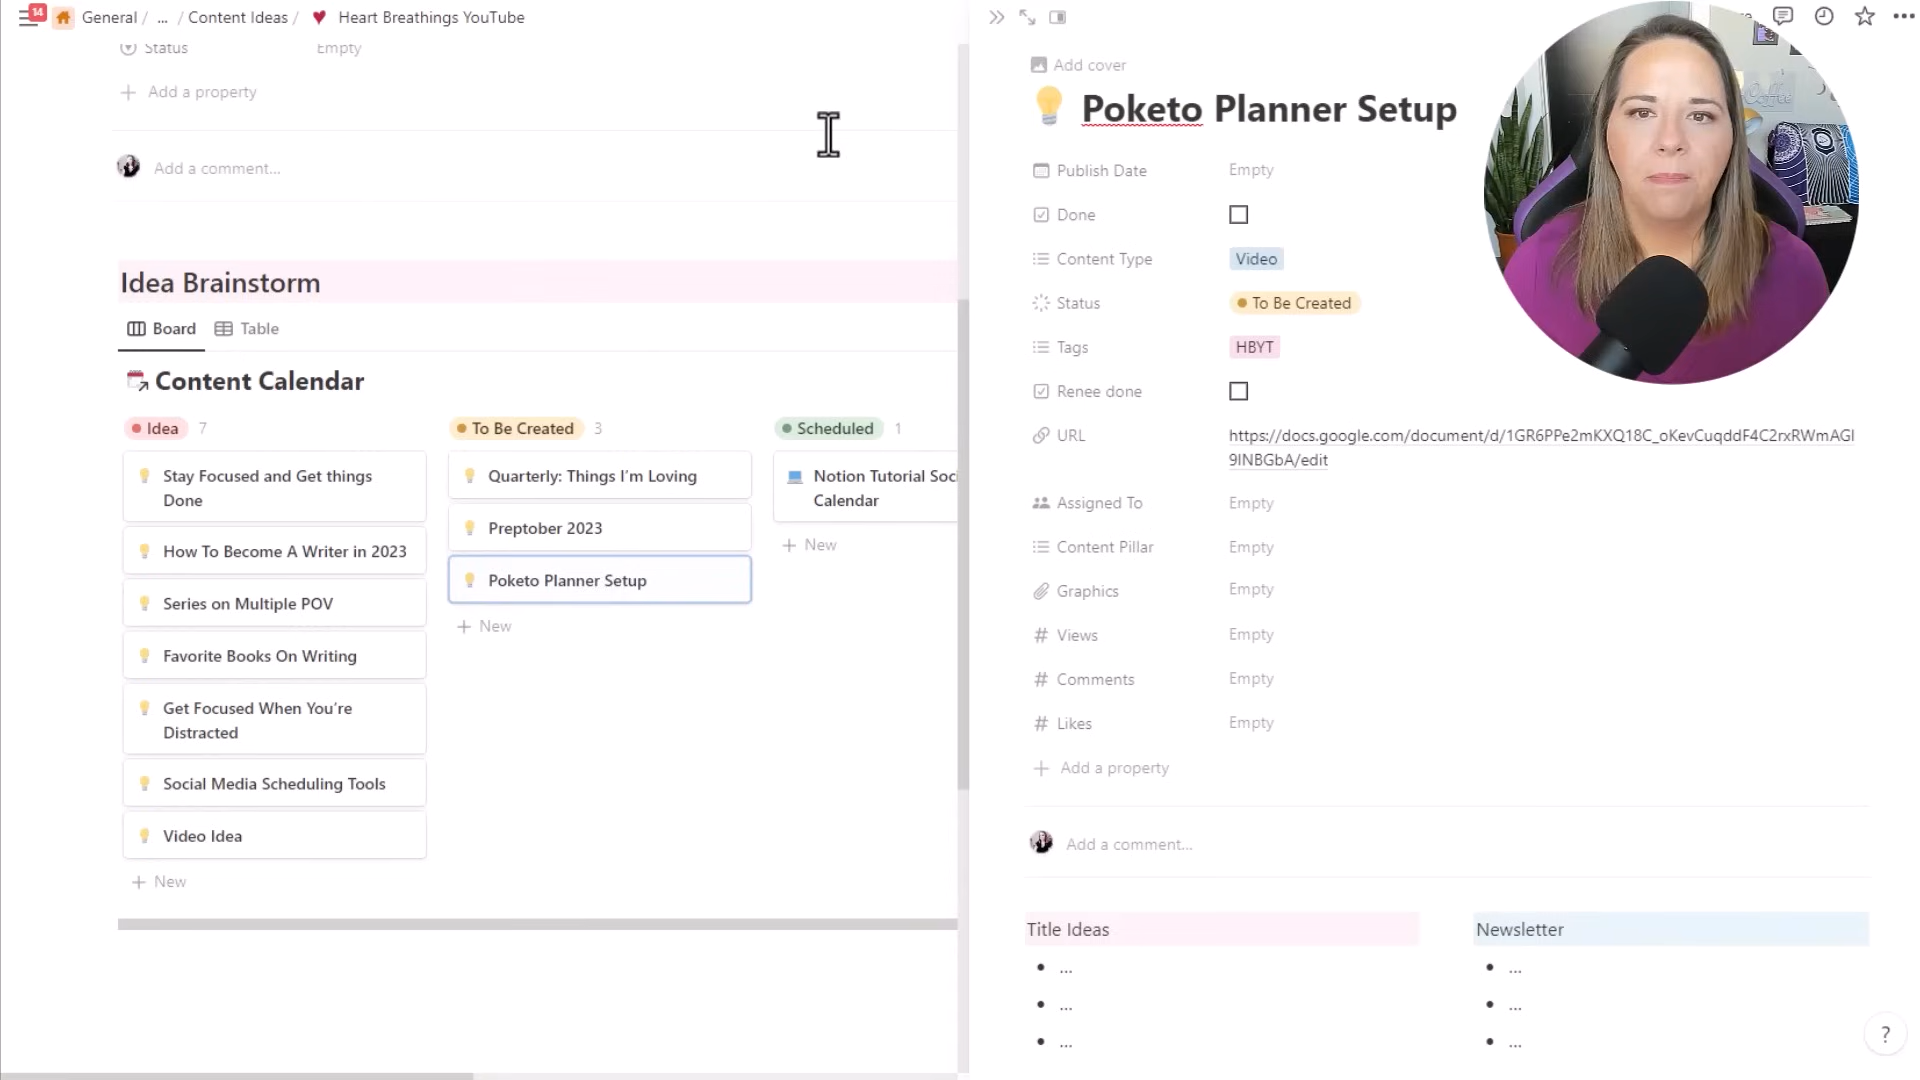 14
General / ... / Content Ideas / Heart Breathings YouTube
Status Empty
Add a property
Add a comment...
Idea Brainstorm
Board Table
Content Calendar
Idea 7
Stay Focused and Get things
Done
How To Become A Writer in 2023
Series on Multiple POV
Favorite Books On Writing
Get Focused When You're
Distracted
Social Media Scheduling Tools
Video Idea
+ New
To Be Created 3
Quarterly: Things I'm Loving
Preptober 2023
Poketo Planner Setup
+ New
Scheduled 1
Notion Tutorial Soc
Calendar
+ New
Add cover
Poketo Planner Setup
Publish Date Empty
Done
Content Type Video
Status To Be Created
Tags HBYT
Renee done
URL https://docs.google.com/document/d/1GR6PPe2mKXQ18C_oKevCuqddF4C2rxRWmAGI
9INBGbA/edit
Assigned To Empty
Content Pillar Empty
Graphics Empty
# Views Empty
# Comments Empty
# Likes Empty
+ Add a property
Add a comment...
Title Ideas
• ...
• ...
• ...
Newsletter
• ...
• ...
• ...
?